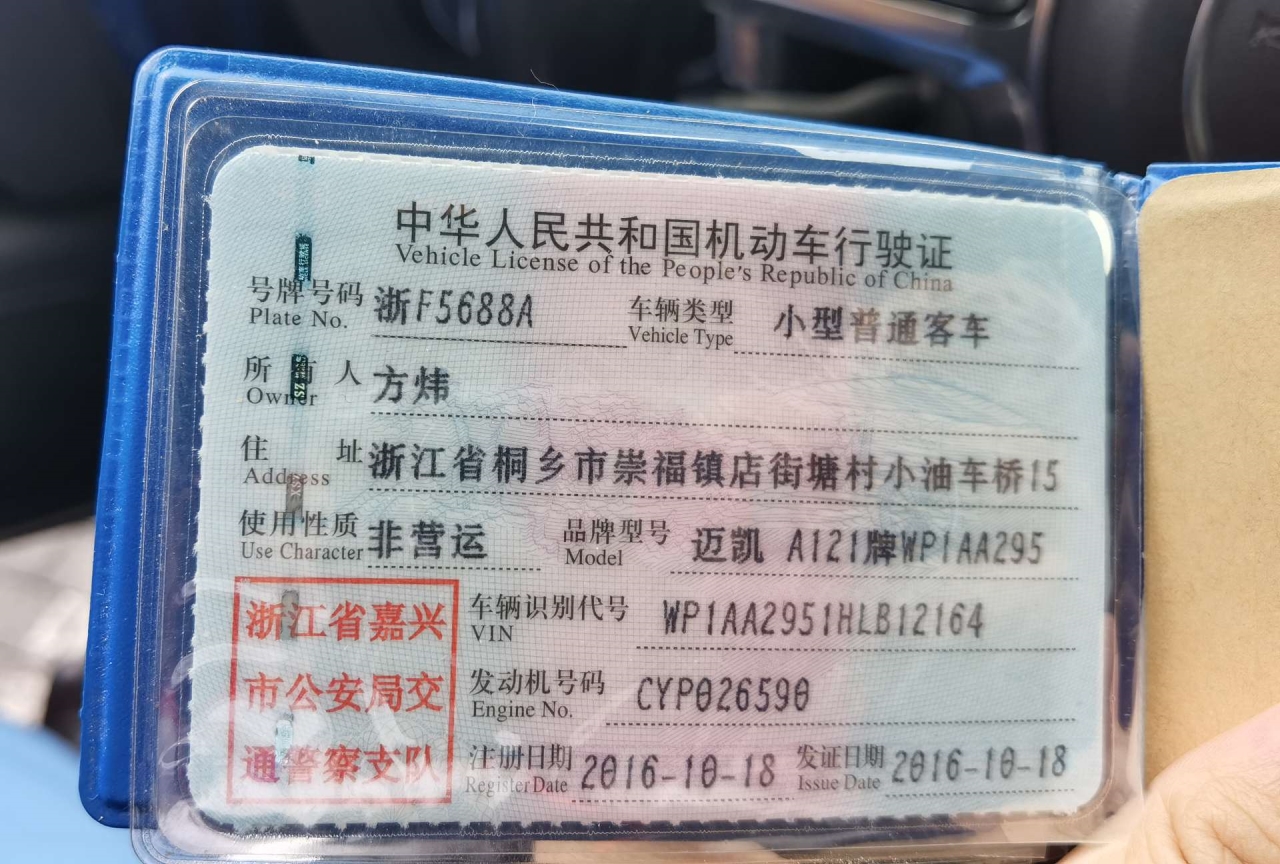 中华人民共和国机动车行驶证
Vehicle License of the People's Republic of China
号牌号码 浙F5688A 车辆类型 小型普通客车
Plate No. Vehicle Type
所有人 方炜
Owner
住址 浙江省桐乡市崇福镇店街塘村小油车桥15
Address
使用性质 非营运 品牌型号 迈凯 A121牌WP1AA295
Use Character Model
浙江省嘉兴
市公安局交
通警察支队
车辆识别代号 WP1AA2951HLB12164
VIN
发动机号码 CYP026590
Engine No.
注册日期 2016-10-18 发证日期 2016-10-18
Register Date Issue Date